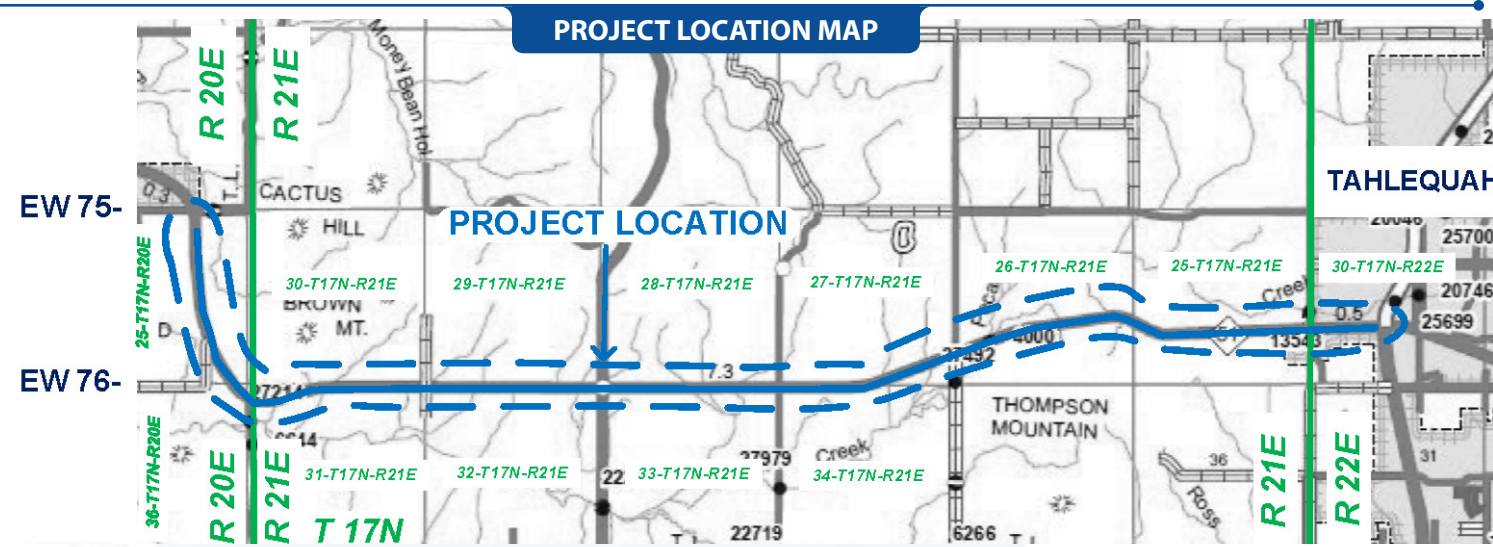 PROJECT LOCATION MAP
R 20E
R 21E
Money Bean Hol
TAHLEQUAH
0.3
T.L.
CACTUS
HILL
EW 75-
PROJECT LOCATION
20046
25700
25-T17N-R20E
30-T17N-R21E
29-T17N-R21E
28-T17N-R21E
27-T17N-R21E
26-T17N-R21E
25-T17N-R21E
30-T17N-R22E
BROWN
MT.
D
Creek
20746
0.5
25699
4000
51
13543
27492
7.3
EW 76-
THOMPSON
MOUNTAIN
36-T17N-R20E
6614
R 20E
R 21E
31-T17N-R21E
32-T17N-R21E
33-T17N-R21E
27979
Creek
34-T17N-R21E
36
Ross
31
R 21E
R 22E
T 17N
22719
6266